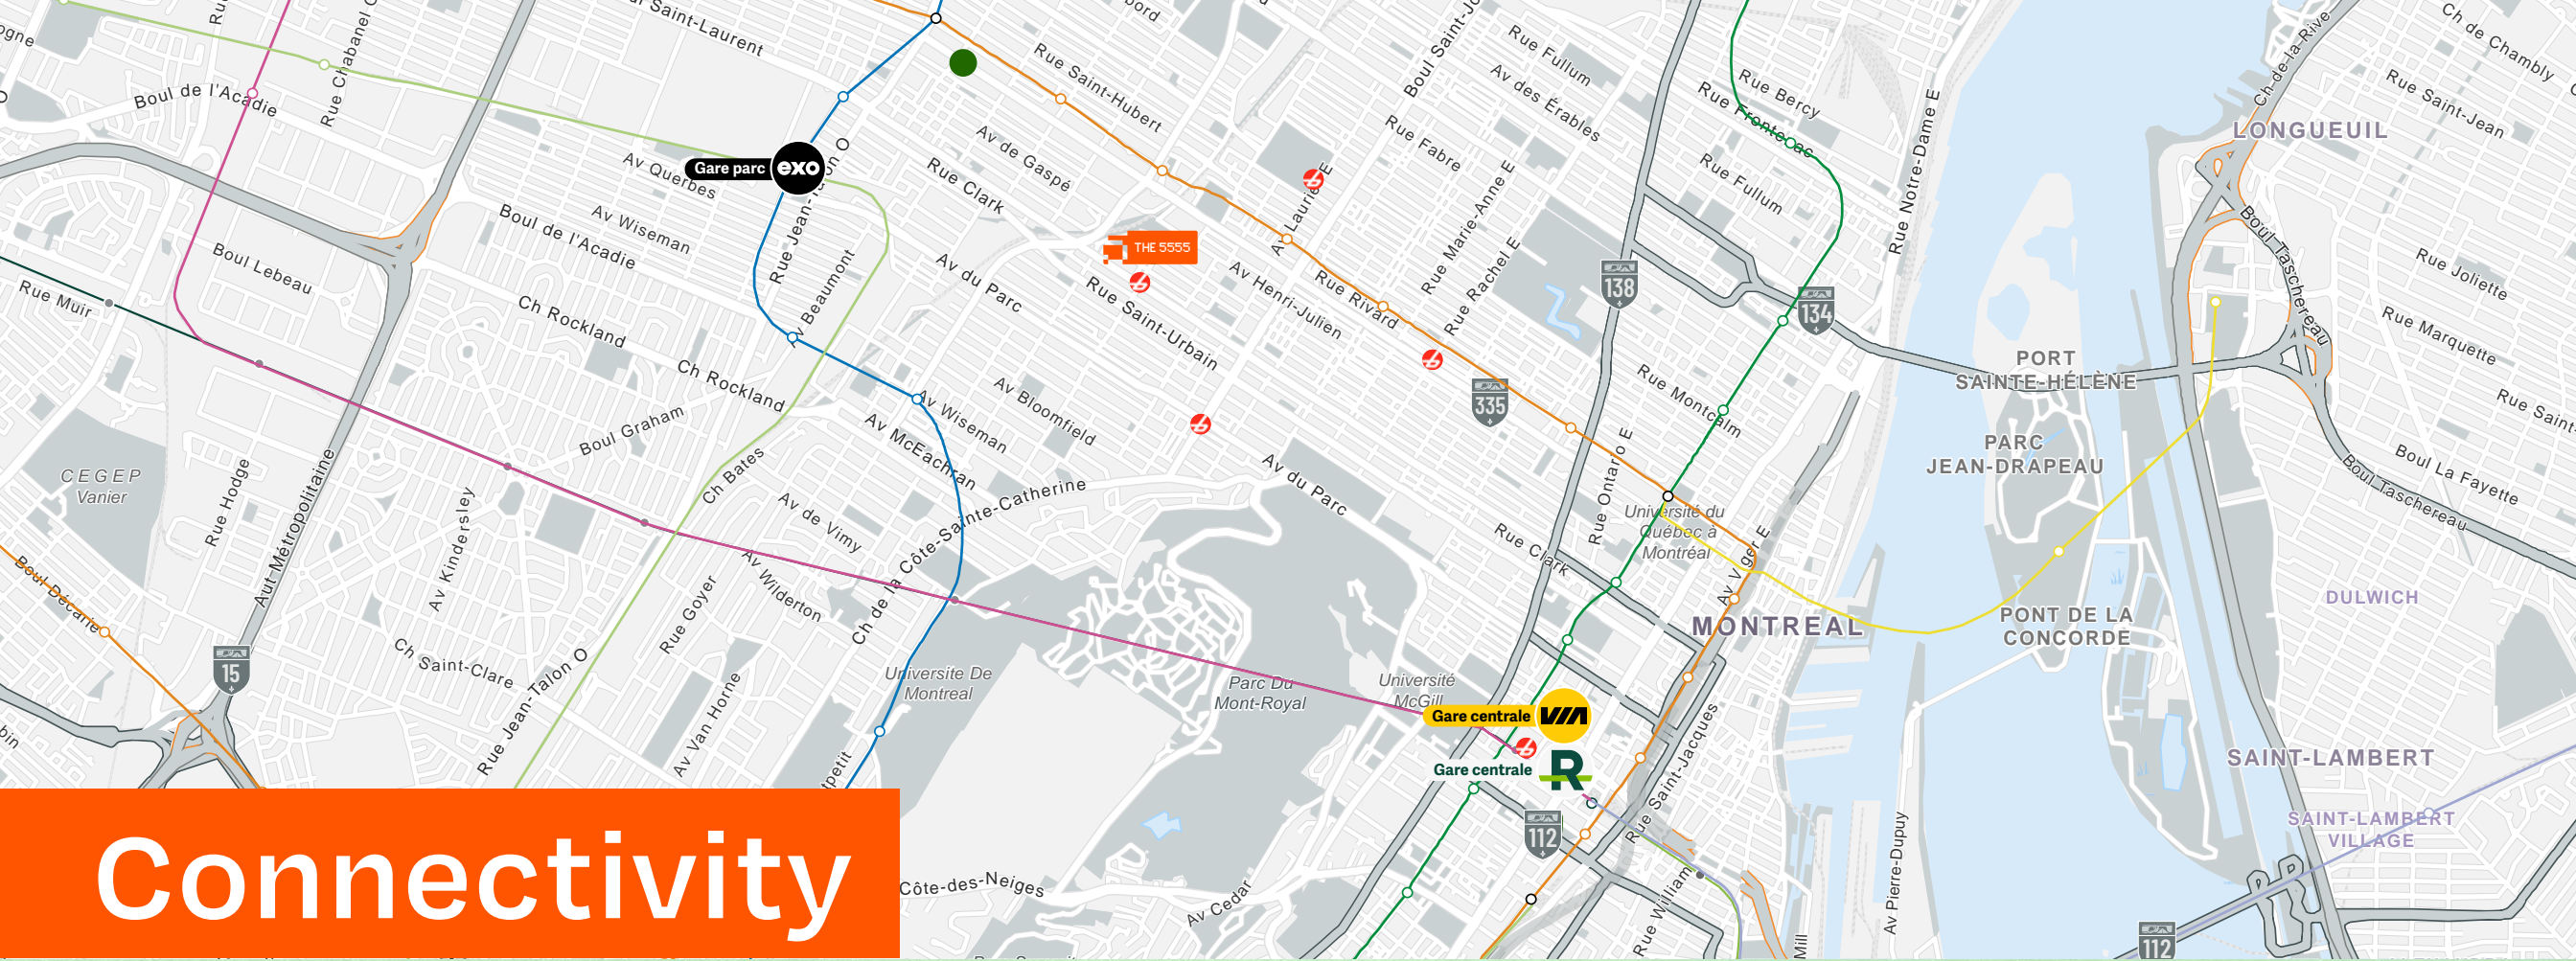 Rue Chabanel O
Saint-Laurent
Boul de l'Acadie
Rue Saint-Hubert
Boul Saint-Jo
Rue Fullum
Av des Érables
Rue Bercy
Rue Frontenac
Rue Fabre
Rue Fullum
Rue Notre-Dame E
Ch-de-la-Rive
Ch de Chambly
Rue Saint-Jean
LONGUEUIL
Gare parc exo
Av Querbes
Av de Gaspé
Rue Clark
Av Wiseman
Boul de l'Acadie
Rue Jean-Talon O
Av Laurier E
Rue Marie-Anne E
Rue Rachel E
THE 5555
Boul Lebeau
Rue Muir
Av Beaumont
Av du Parc
Rue Saint-Urbain
Av Henri-Julien
Rue Rivard
138
134
Boul Taschereau
Rue Joliette
Rue Marquette
Ch Rockland
Ch Rockland
PORT
SAINTE-HÉLÈNE
335
Rue Montcalm
Boul Graham
Av Wiseman
Av Bloomfield
Av McEachran
CEGEP
Vanier
Rue Hodge
Aut Métropolitaine
Av Kindersley
Ch Bates
Av de Vimy
Ch de la Côte-Sainte-Catherine
Av du Parc
Rue Clark
Rue Ontaro E
Université du
Québec à
Montréal
PARC
JEAN-DRAPEAU
Boul La Fayette
Boul Taschereau
Boul Décarie
Av Wilderton
Rue Goyer
Av Viger E
MONTREAL
PONT DE LA
CONCORDE
DULWICH
15
Ch Saint-Clare
Rue Jean-Talon O
Av Van Horne
Universite De
Montreal
Parc Du
Mont-Royal
Université
McGill
Gare centrale VIA
Gare centrale R
Rue Saint-Jacques
SAINT-LAMBERT
SAINT-LAMBERT
VILLAGE
112
Av Pierre-Dupuy
Connectivity
Côte-des-Neiges
Av Cedar
Rue William
Mill
112